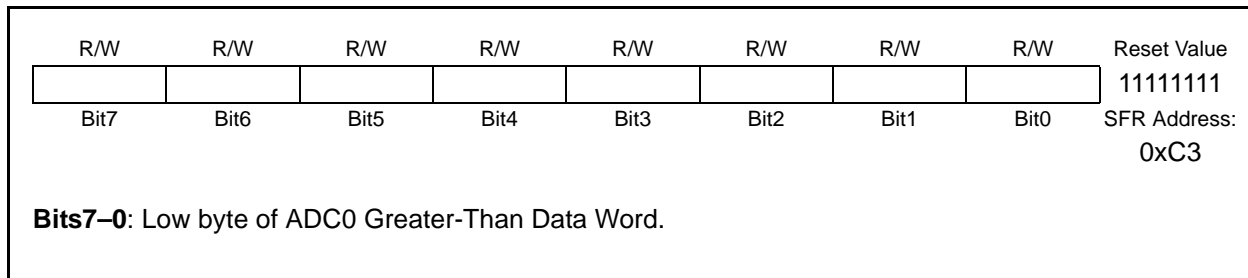 R/W R/W R/W R/W R/W R/W R/W R/W Reset Value
11111111
Bit7 Bit6 Bit5 Bit4 Bit3 Bit2 Bit1 Bit0 SFR Address:
0xC3
Bits7–0: Low byte of ADC0 Greater-Than Data Word.